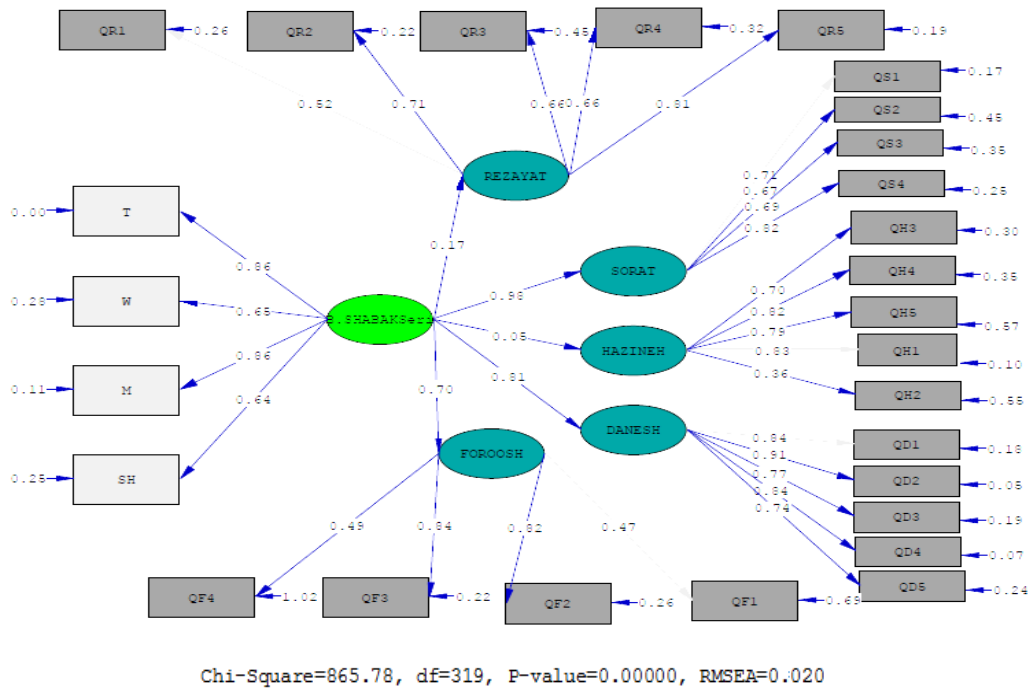 QR1
0.26
QR2
0.22
QR3
0.45
QR4
0.32
QR5
0.19
0.52
0.71
0.66
0.66
0.81
REZAYAT
QS1
0.17
QS2
0.45
QS3
0.35
QS4
0.25
0.71
0.67
0.69
0.82
SORAT
0.00
T
0.28
W
0.11
M
0.25
SH
0.86
0.65
0.86
0.64
B.SHABAKSeri
0.17
0.98
0.05
0.81
0.70
QH3
0.30
QH4
0.35
QH5
0.57
QH1
0.10
QH2
0.55
0.70
0.82
0.79
0.83
0.36
HAZINEH
DANESH
0.84
0.91
0.77
0.84
0.74
QD1
0.18
QD2
0.05
QD3
0.19
QD4
0.07
QD5
0.24
FOROOSH
0.49
0.84
0.82
0.47
QF4
1.02
QF3
0.22
QF2
0.26
QF1
0.69
Chi-Square=865.78, df=319, P-value=0.00000, RMSEA=0.020